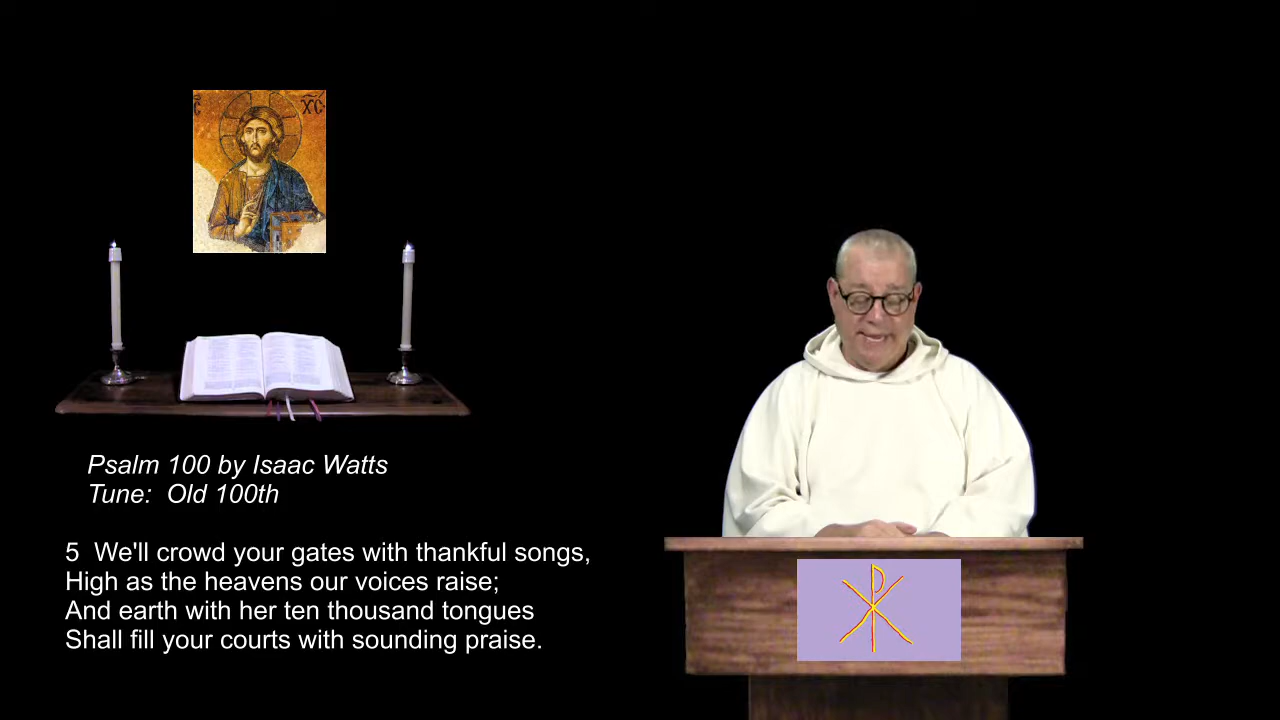 XC
Psalm 100 by Isaac Watts
Tune: Old 100th
5 We'll crowd your gates with thankful songs,
High as the heavens our voices raise;
And earth with her ten thousand tongues
Shall fill your courts with sounding praise.